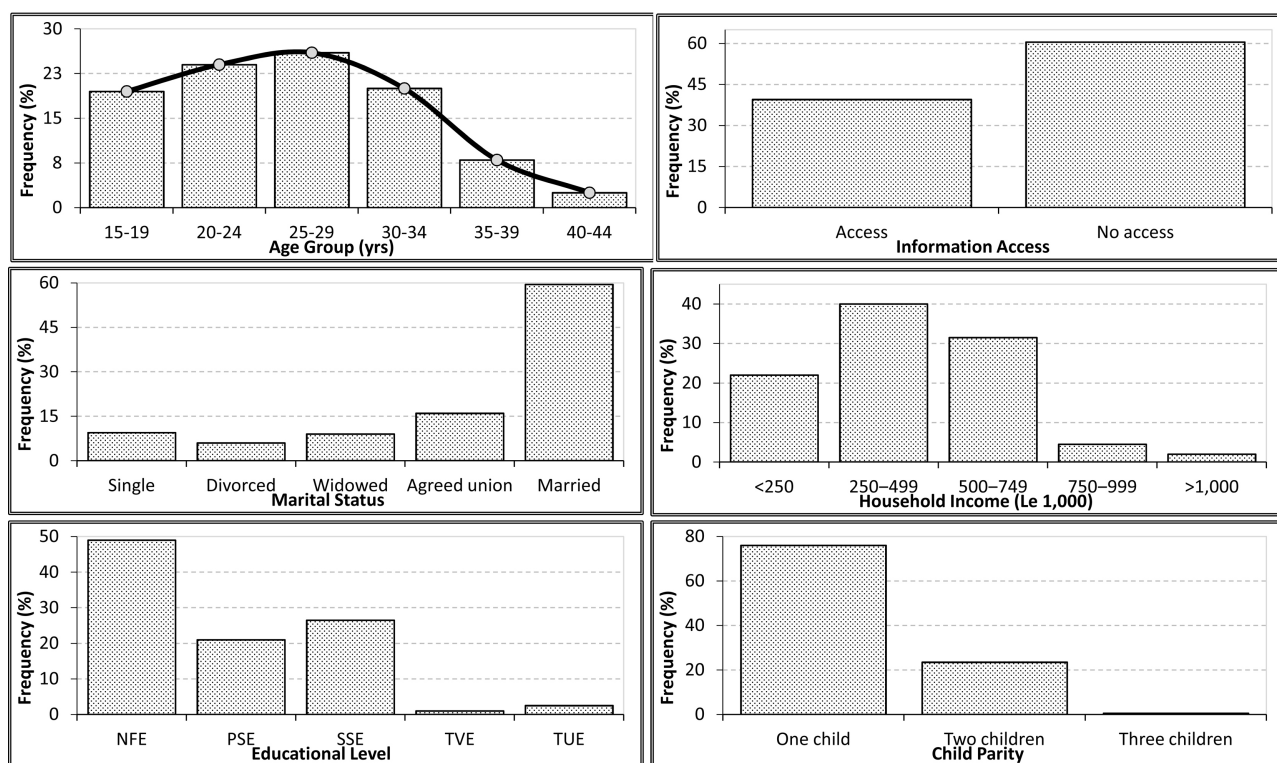 Frequency (%)
30
23
15
8
0
15-19 20-24 25-29 30-34 35-39 40-44
Age Group (yrs)
Frequency (%)
60
45
30
15
0
Access No access
Information Access
Frequency (%)
60
45
30
15
0
Single Divorced Widowed Agreed union Married
Marital Status
Frequency (%)
40
30
20
10
0
<250 250–499 500–749 750–999 >1,000
Household Income (Le 1,000)
Frequency (%)
50
40
30
20
10
0
NFE PSE SSE TVE TUE
Educational Level
Frequency (%)
80
60
40
20
0
One child Two children Three children
Child Parity